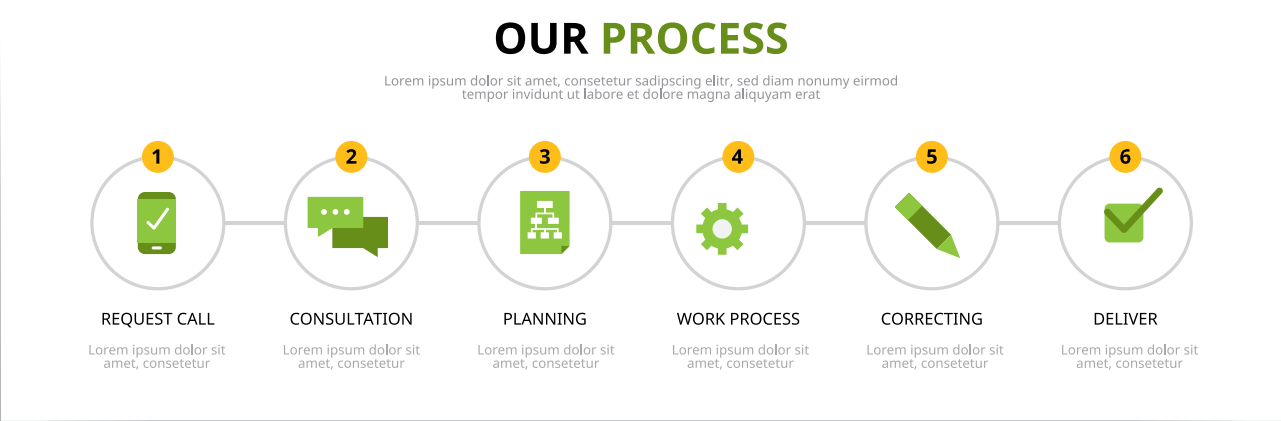 OUR PROCESS
Lorem ipsum dolor sit amet, consetetur sadipscing elitr, sed diam nonumy eirmod
tempor invidunt ut labore et dolore magna aliquyam erat
1
2
3
4
5
6
REQUEST CALL
CONSULTATION
PLANNING
WORK PROCESS
CORRECTING
DELIVER
Lorem ipsum dolor sit
amet, consetetur
Lorem ipsum dolor sit
amet, consetetur
Lorem ipsum dolor sit
amet, consetetur
Lorem ipsum dolor sit
amet, consetetur
Lorem ipsum dolor sit
amet, consetetur
Lorem ipsum dolor sit
amet, consetetur